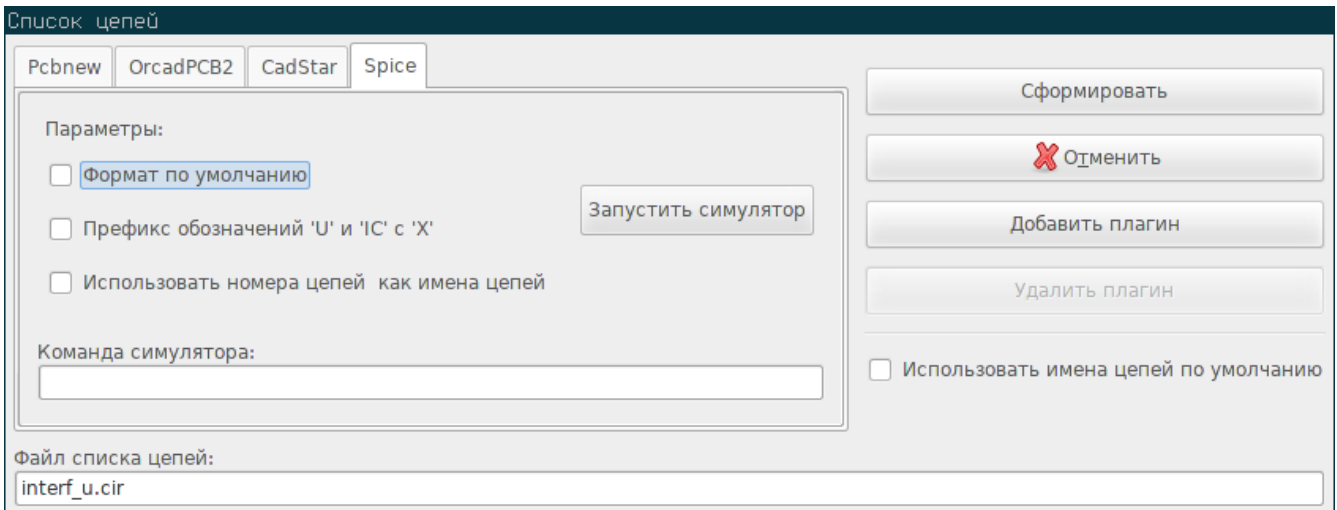 Список цепей
Pcbnew OrcadPCB2 CadStar Spice
Параметры:
Формат по умолчанию
Префикс обозначений 'U' и 'IC' с 'X'
Использовать номера цепей  как имена цепей
Запустить симулятор
Команда симулятора:
Сформировать
Отменить
Добавить плагин
Удалить плагин
Использовать имена цепей по умолчанию
Файл списка цепей:
interf_u.cir